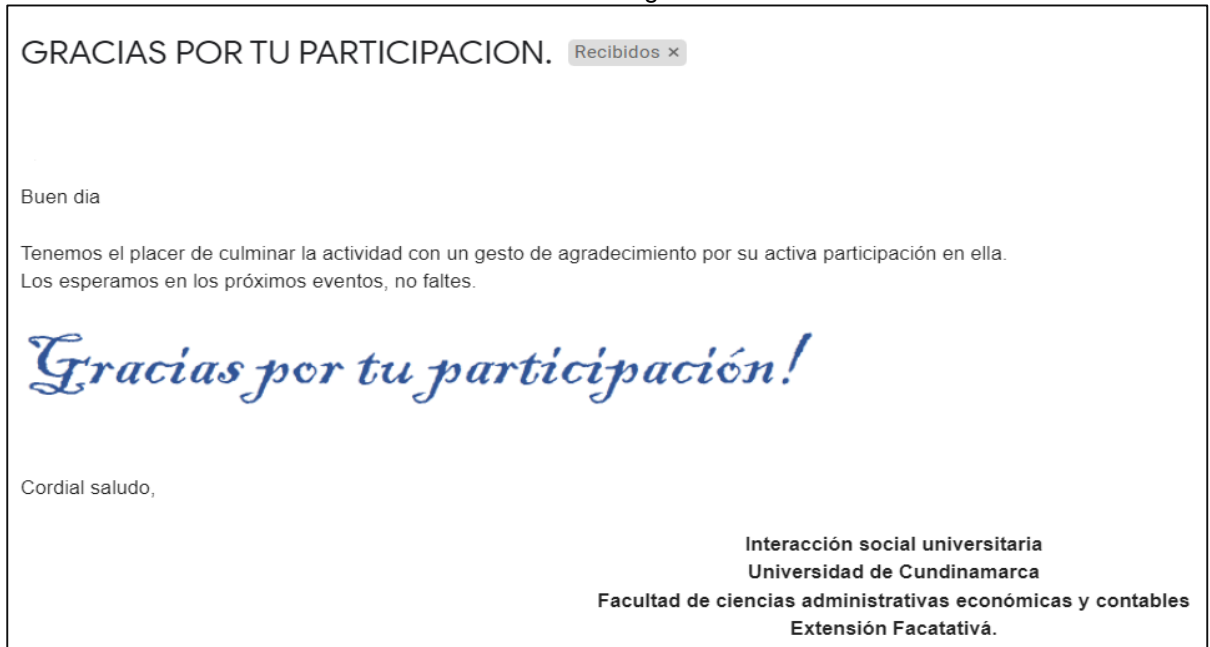 GRACIAS POR TU PARTICIPACION. Recibidos ×
Buen dia
Tenemos el placer de culminar la actividad con un gesto de agradecimiento por su activa participación en ella.
Los esperamos en los próximos eventos, no faltes.
Gracias por tu participación!
Cordial saludo,
Interacción social universitaria
Universidad de Cundinamarca
Facultad de ciencias administrativas económicas y contables
Extensión Facatativá.